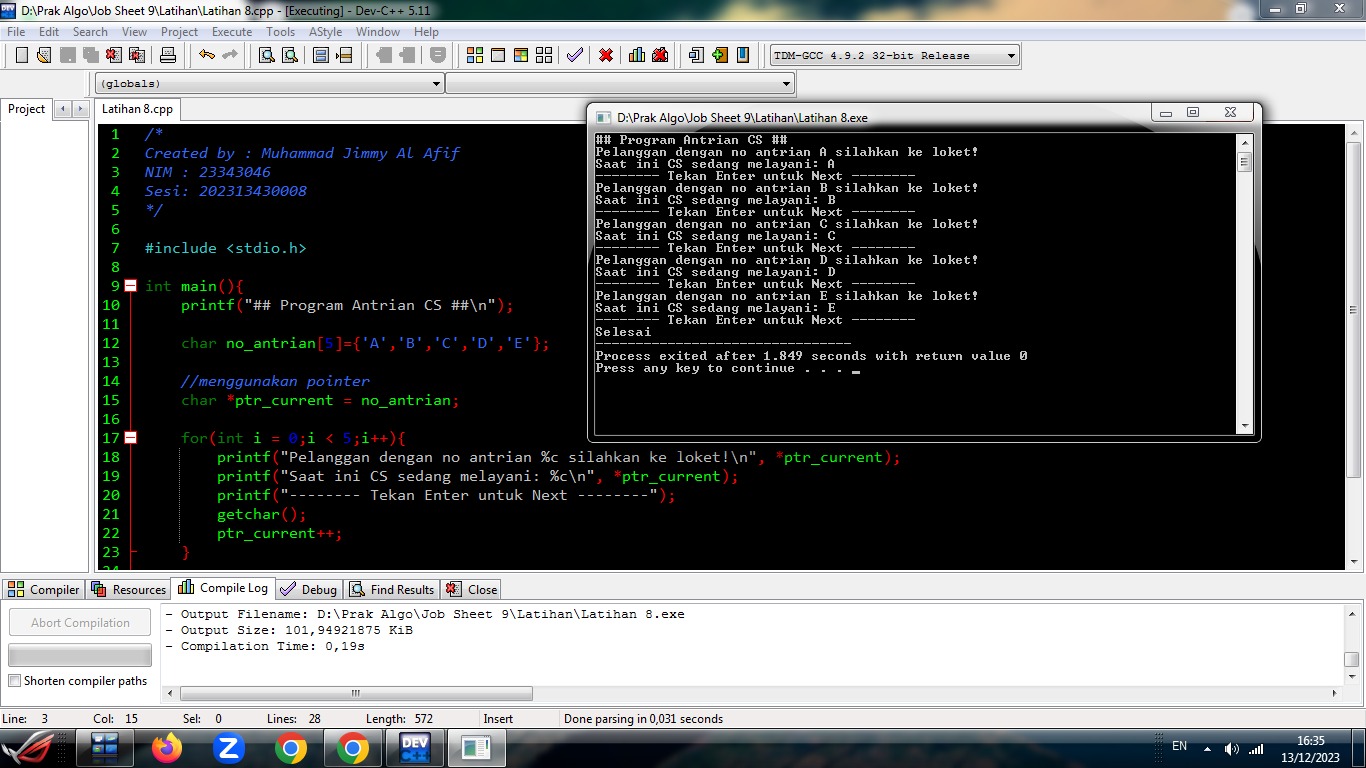 D:\Prak Algo\Job Sheet 9\Latihan\Latihan 8.cpp - [Executing] - Dev-C++ 5.11
File Edit Search View Project Execute Tools AStyle Window Help
TDM-GCC 4.9.2 32-bit Release
(globals)
Project
Latihan 8.cpp
1 /*
2 Created by : Muhammad Jimmy Al Afif
3 NIM : 23343046
4 Sesi: 202313430008
5 */
6
7 #include <stdio.h>
8
9 int main(){
10 printf("## Program Antrian CS ##\n");
11
12 char no_antrian[5]={'A','B','C','D','E'};
13
14 //menggunakan pointer
15 char *ptr_current = no_antrian;
16
17 for(int i = 0;i < 5;i++){
18 printf("Pelanggan dengan no antrian %c silahkan ke loket!\n", *ptr_current);
19 printf("Saat ini CS sedang melayani: %c\n", *ptr_current);
20 printf("-------- Tekan Enter untuk Next --------");
21 getchar();
22 ptr_current++;
23 }
D:\Prak Algo\Job Sheet 9\Latihan\Latihan 8.exe
## Program Antrian CS ##
Pelanggan dengan no antrian A silahkan ke loket!
Saat ini CS sedang melayani: A
-------- Tekan Enter untuk Next --------
Pelanggan dengan no antrian B silahkan ke loket!
Saat ini CS sedang melayani: B
-------- Tekan Enter untuk Next --------
Pelanggan dengan no antrian C silahkan ke loket!
Saat ini CS sedang melayani: C
-------- Tekan Enter untuk Next --------
Pelanggan dengan no antrian D silahkan ke loket!
Saat ini CS sedang melayani: D
-------- Tekan Enter untuk Next --------
Pelanggan dengan no antrian E silahkan ke loket!
Saat ini CS sedang melayani: E
-------- Tekan Enter untuk Next --------
Selesai
--------------------------------
Process exited after 1.849 seconds with return value 0
Press any key to continue . . . _
Compiler Resources Compile Log Debug Find Results Close
Abort Compilation
Shorten compiler paths
- Output Filename: D:\Prak Algo\Job Sheet 9\Latihan\Latihan 8.exe
- Output Size: 101,94921875 KiB
- Compilation Time: 0,19s
Line: 3 Col: 15 Sel: 0 Lines: 28 Length: 572 Insert Done parsing in 0,031 seconds
DEV C++
EN
16:35
13/12/2023